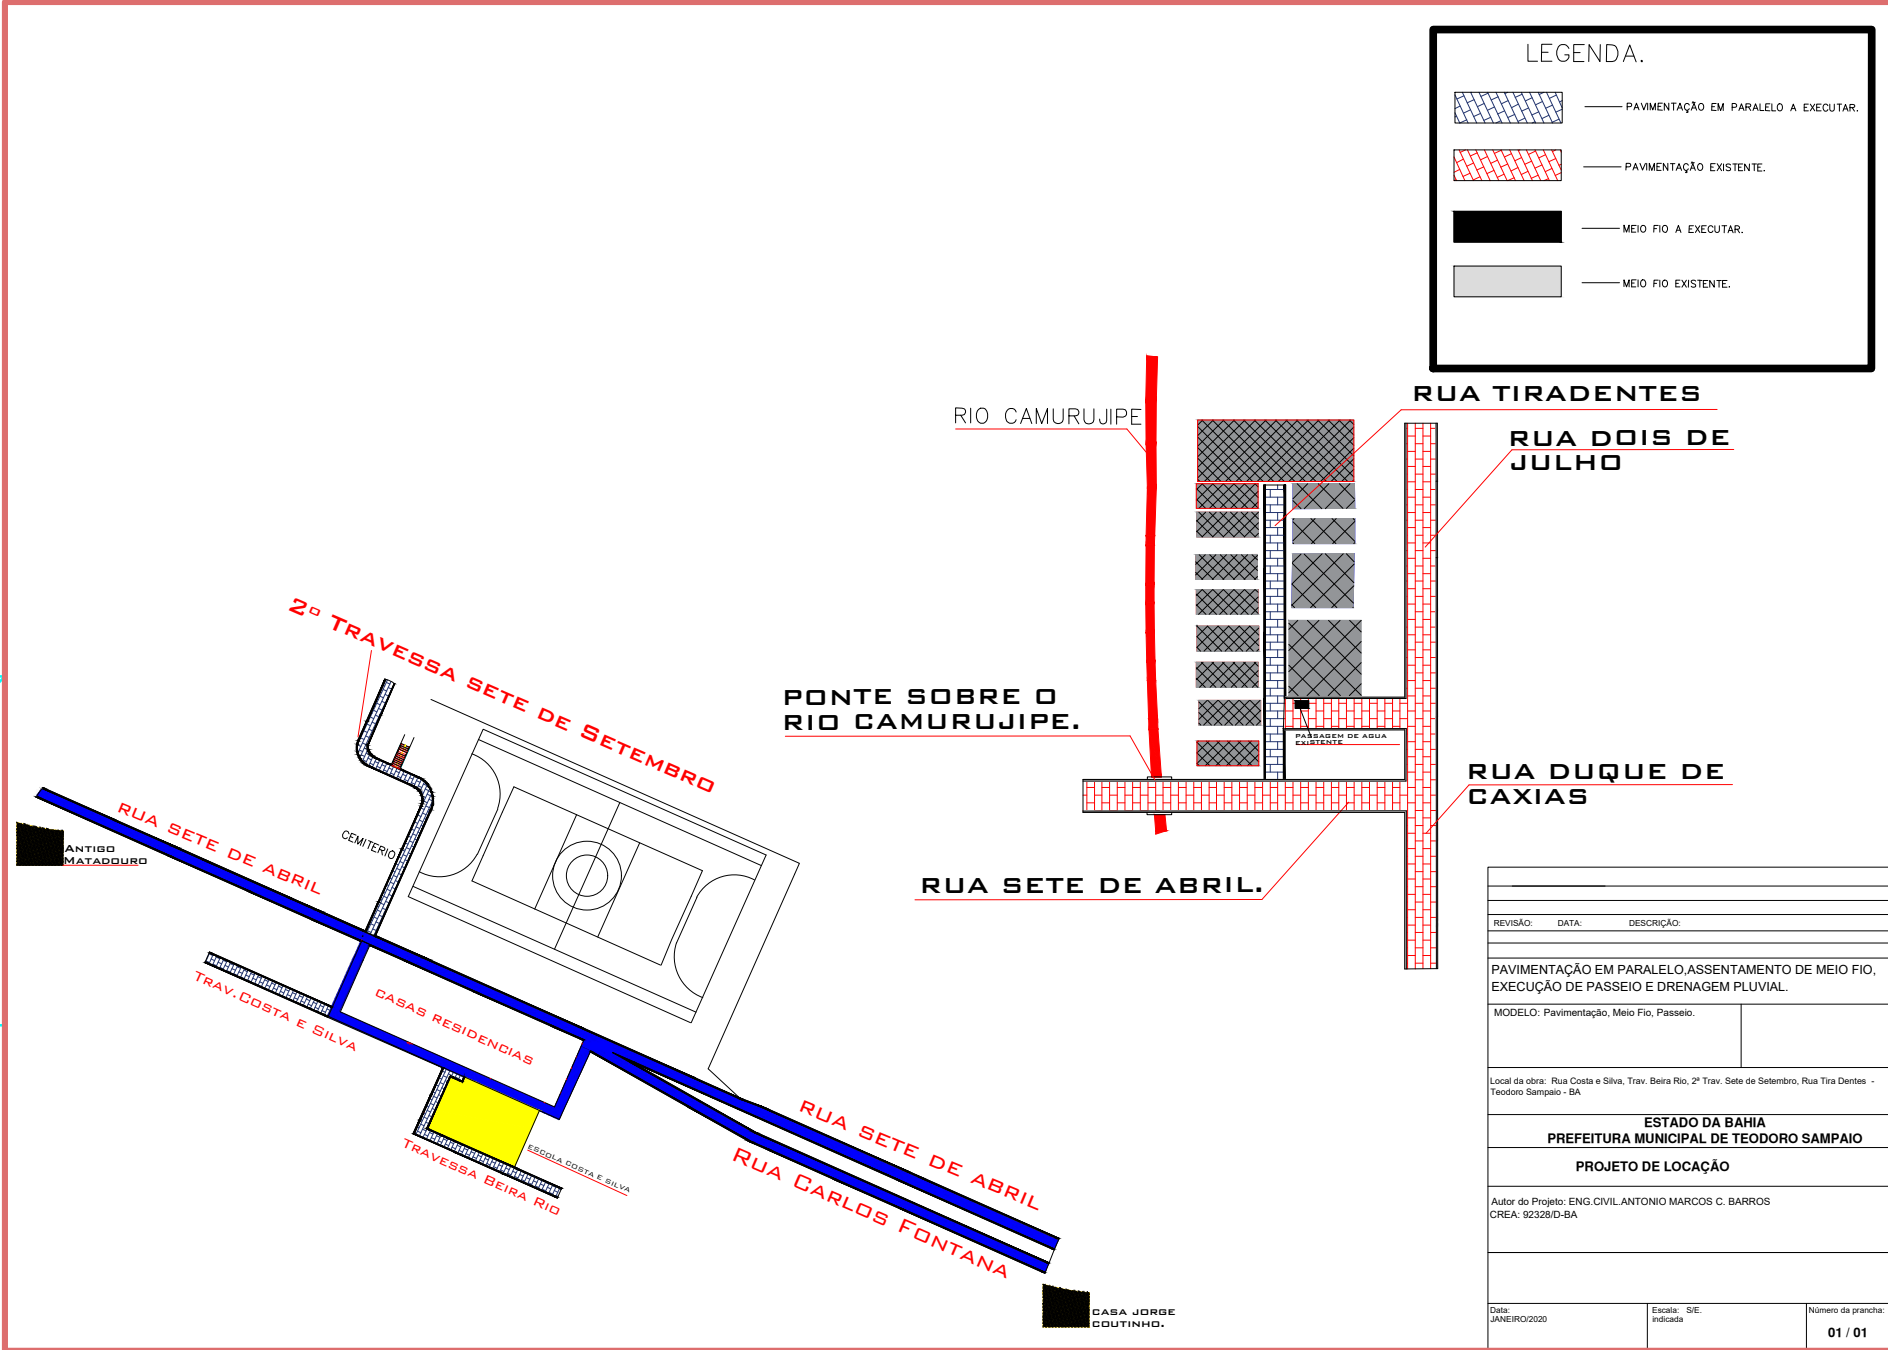 LEGENDA.
PAVIMENTAÇÃO EM PARALELO A EXECUTAR.
PAVIMENTAÇÃO EXISTENTE.
MEIO FIO A EXECUTAR.
MEIO FIO EXISTENTE.
RUA TIRADENTES
RIO CAMURUJIPE
RUA DOIS DE
JULHO
2º TRAVESSA SETE DE SETEMBRO
PONTE SOBRE O
RIO CAMURUJIPE.
PASSAGEM DE AGUA
EXISTENTE
RUA DUQUE DE
CAXIAS
RUA SETE DE ABRIL.
RUA SETE DE ABRIL
ANTIGO
MATADOURO
CEMITERIO
TRAV.COSTA E SILVA
CASAS RESIDENCIAS
ESCOLA COSTA E SILVA
TRAVESSA BEIRA RIO
RUA SETE DE ABRIL
RUA CARLOS FONTANA
CASA JORGE
COUTINHO.
REVISÃO: DATA: DESCRIÇÃO:
PAVIMENTAÇÃO EM PARALELO,ASSENTAMENTO DE MEIO FIO,
EXECUÇÃO DE PASSEIO E DRENAGEM PLUVIAL.
MODELO: Pavimentação, Meio Fio, Passeio.
Local da obra: Rua Costa e Silva, Trav. Beira Rio, 2ª Trav. Sete de Setembro, Rua Tira Dentes -
Teodoro Sampaio - BA
ESTADO DA BAHIA
PREFEITURA MUNICIPAL DE TEODORO SAMPAIO
PROJETO DE LOCAÇÃO
Autor do Projeto: ENG.CIVIL.ANTONIO MARCOS C. BARROS
CREA: 92328/D-BA
Data:
JANEIRO/2020
Escala: S/E.
indicada
Número da prancha:
01 / 01